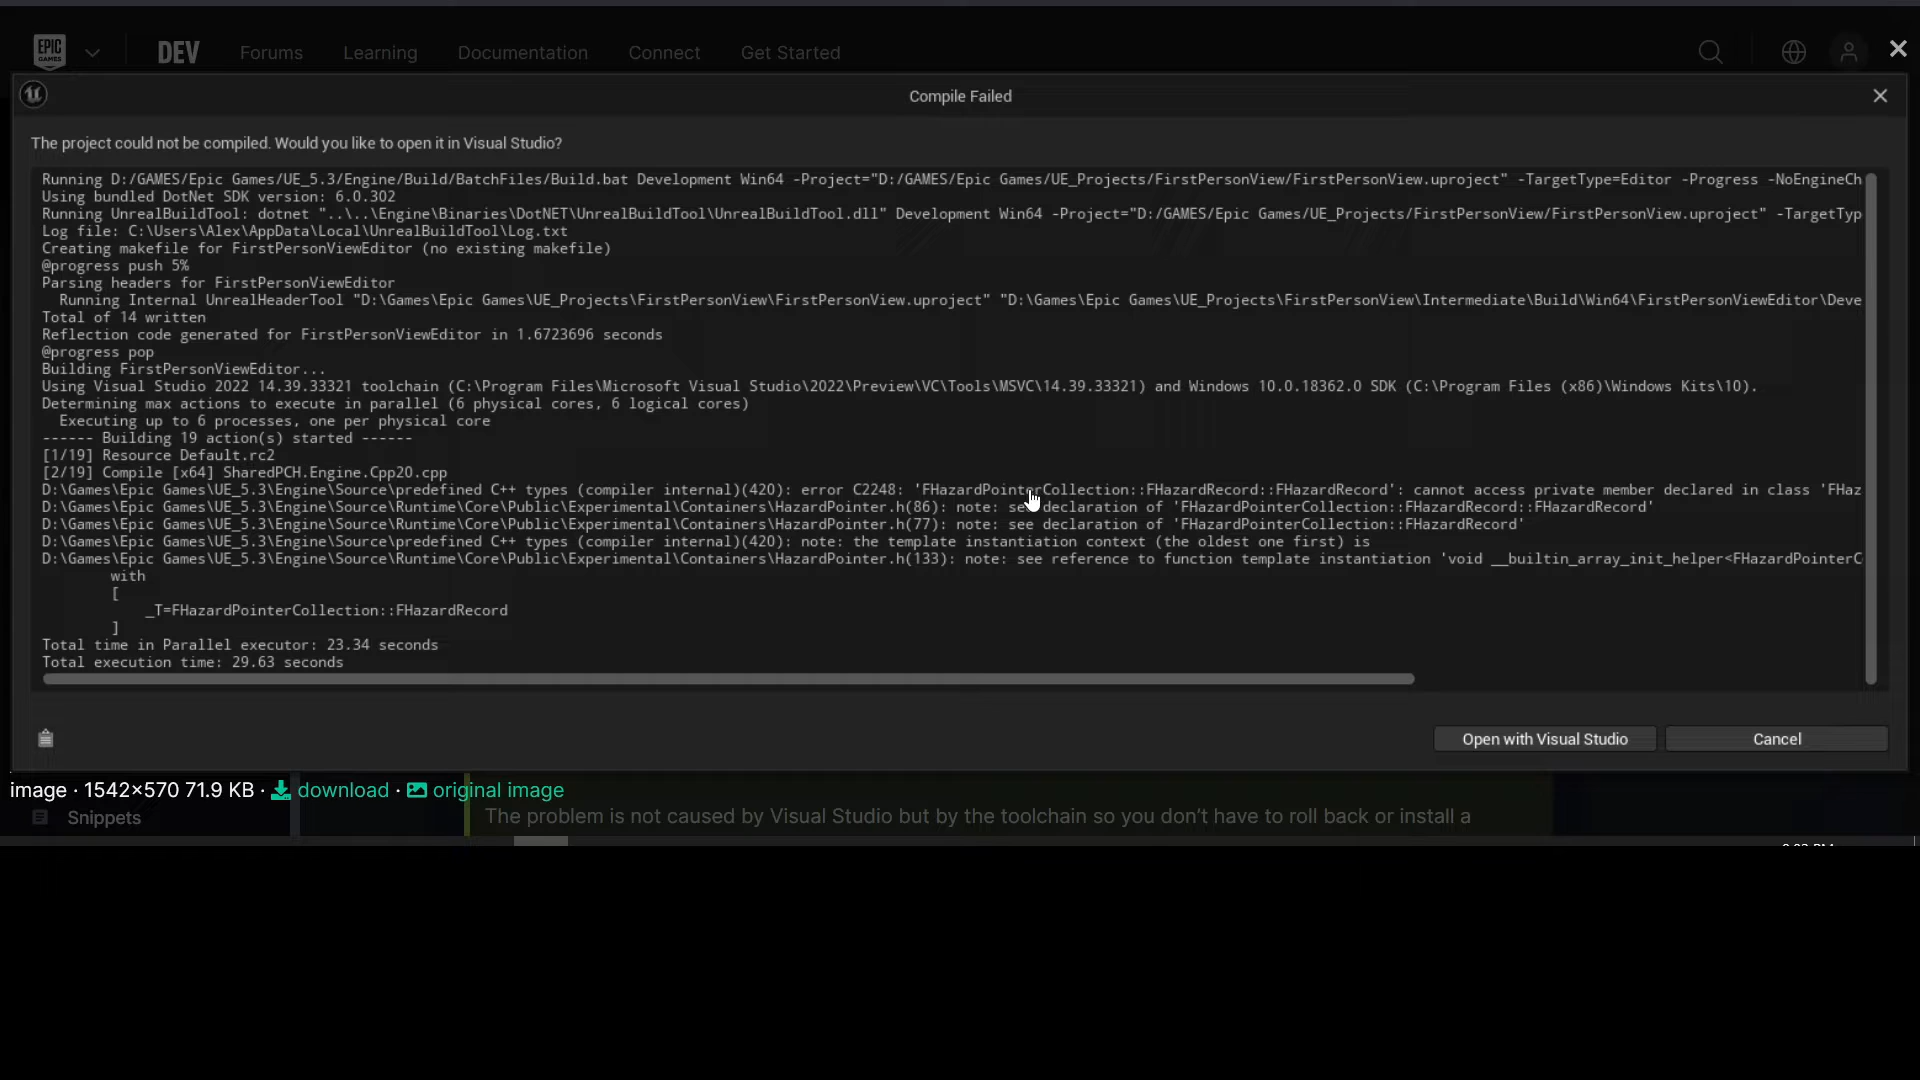 EPIC GAMES
DEV
Forums
Learning
Documentation
Connect
Get Started
Compile Failed
The project could not be compiled. Would you like to open it in Visual Studio?
Running D:/GAMES/Epic Games/UE_5.3/Engine/Build/BatchFiles/Build.bat Development Win64 -Project="D:/GAMES/Epic Games/UE_Projects/FirstPersonView/FirstPersonView.uproject" -TargetType=Editor -Progress -NoEngineCh
Using bundled DotNet SDK version: 6.0.302
Running UnrealBuildTool: dotnet "..\..\Engine\Binaries\DotNET\UnrealBuildTool\UnrealBuildTool.dll" Development Win64 -Project="D:/GAMES/Epic Games/UE_Projects/FirstPersonView/FirstPersonView.uproject" -TargetTyp
Log file: C:\Users\Alex\AppData\Local\UnrealBuildTool\Log.txt
Creating makefile for FirstPersonViewEditor (no existing makefile)
@progress push 5%
Parsing headers for FirstPersonViewEditor
Running Internal UnrealHeaderTool "D:\Games\Epic Games\UE_Projects\FirstPersonView\FirstPersonView.uproject" "D:\Games\Epic Games\UE_Projects\FirstPersonView\Intermediate\Build\Win64\FirstPersonViewEditor\Deve
Total of 14 written
Reflection code generated for FirstPersonViewEditor in 1.6723696 seconds
@progress pop
Building FirstPersonViewEditor...
Using Visual Studio 2022 14.39.33321 toolchain (C:\Program Files\Microsoft Visual Studio\2022\Preview\VC\Tools\MSVC\14.39.33321) and Windows 10.0.18362.0 SDK (C:\Program Files (x86)\Windows Kits\10).
Determining max actions to execute in parallel (6 physical cores, 6 logical cores)
Executing up to 6 processes, one per physical core
------ Building 19 action(s) started ------
[1/19] Resource Default.rc2
[2/19] Compile [x64] SharedPCH.Engine.Cpp20.cpp
D:\Games\Epic Games\UE_5.3\Engine\Source\predefined C++ types (compiler internal)(420): error C2248: 'FHazardPointerCollection::FHazardRecord::FHazardRecord': cannot access private member declared in class 'FHaz
D:\Games\Epic Games\UE_5.3\Engine\Source\Runtime\Core\Public\Experimental\Containers\HazardPointer.h(86): note: see declaration of 'FHazardPointerCollection::FHazardRecord::FHazardRecord'
D:\Games\Epic Games\UE_5.3\Engine\Source\Runtime\Core\Public\Experimental\Containers\HazardPointer.h(77): note: see declaration of 'FHazardPointerCollection::FHazardRecord'
D:\Games\Epic Games\UE_5.3\Engine\Source\predefined C++ types (compiler internal)(420): note: the template instantiation context (the oldest one first) is
D:\Games\Epic Games\UE_5.3\Engine\Source\Runtime\Core\Public\Experimental\Containers\HazardPointer.h(133): note: see reference to function template instantiation 'void __builtin_array_init_helper<FHazardPointerC
with
[
_T=FHazardPointerCollection::FHazardRecord
]
Total time in Parallel executor: 23.34 seconds
Total execution time: 29.63 seconds
Open with Visual Studio
Cancel
image · 1542×570 71.9 KB · download · original image
Snippets
The problem is not caused by Visual Studio but by the toolchain so you don't have to roll back or install a